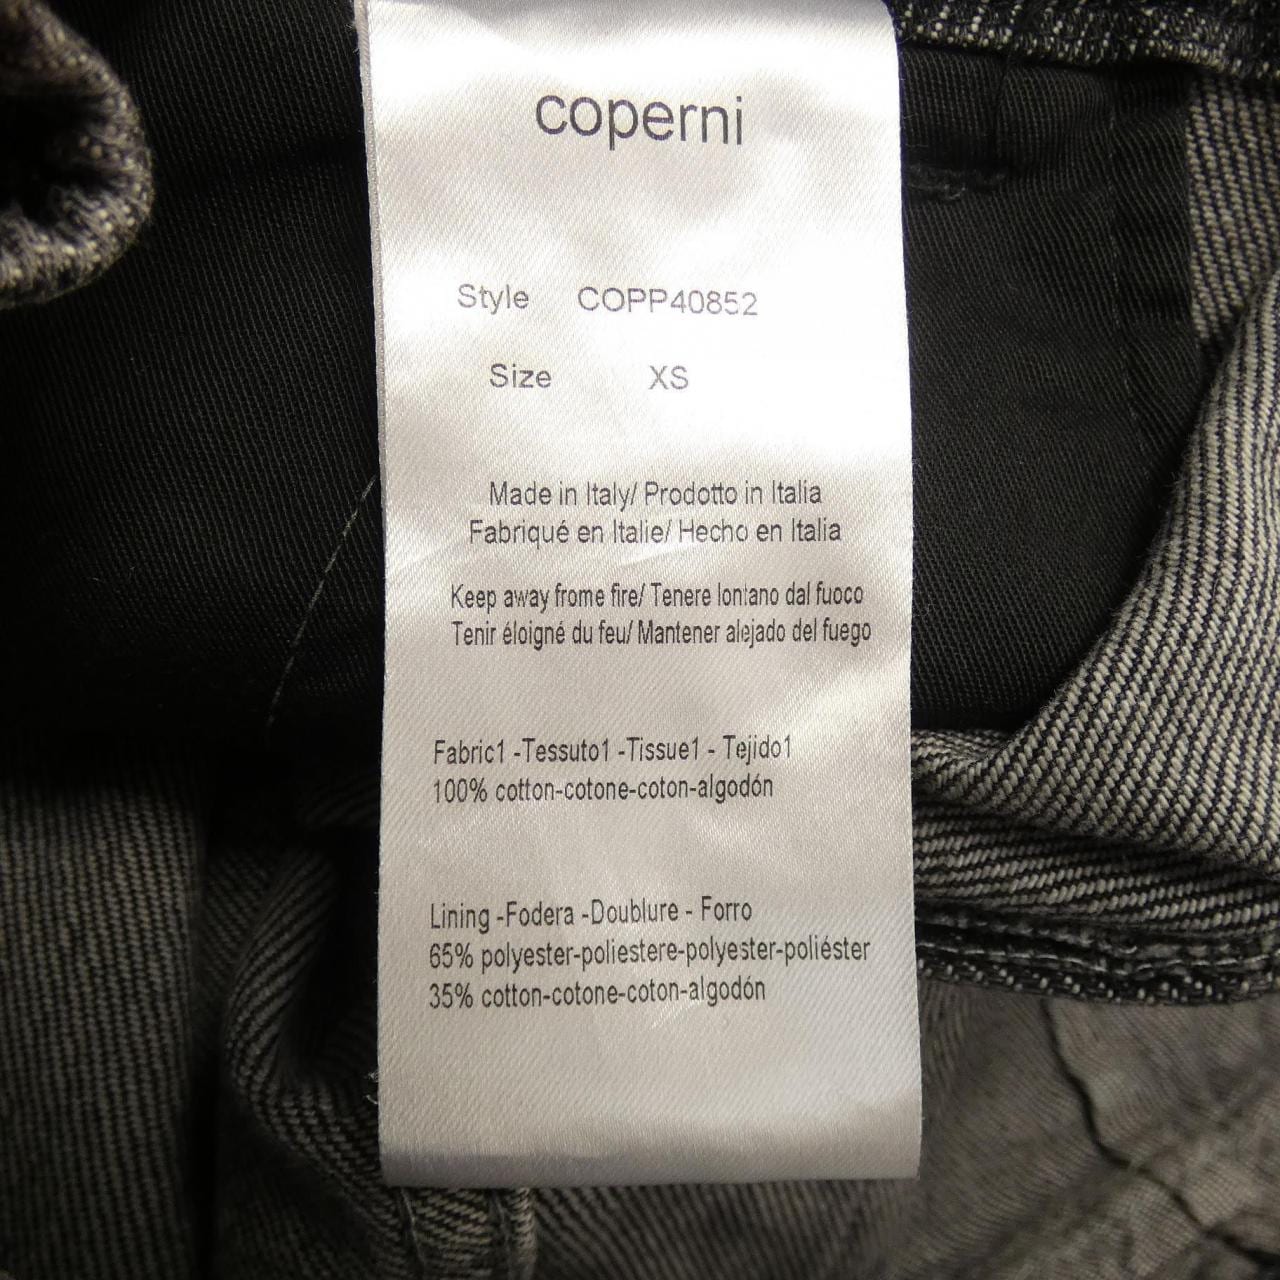 coperni
Style COPP40852
Size XS
Made in Italy/ Prodotto in Italia
Fabriqué en Italie/ Hecho en Italia
Keep away frome fire/ Tenere lontano dal fuoco
Tenir éloigné du feu/ Mantener alejado del fuego
Fabric1 -Tessuto1 -Tissue1 - Tejido1
100% cotton-cotone-coton-algodón
Lining -Fodera -Doublure - Forro
65% polyester-poliestere-polyester-poliéster
35% cotton-cotone-coton-algodón